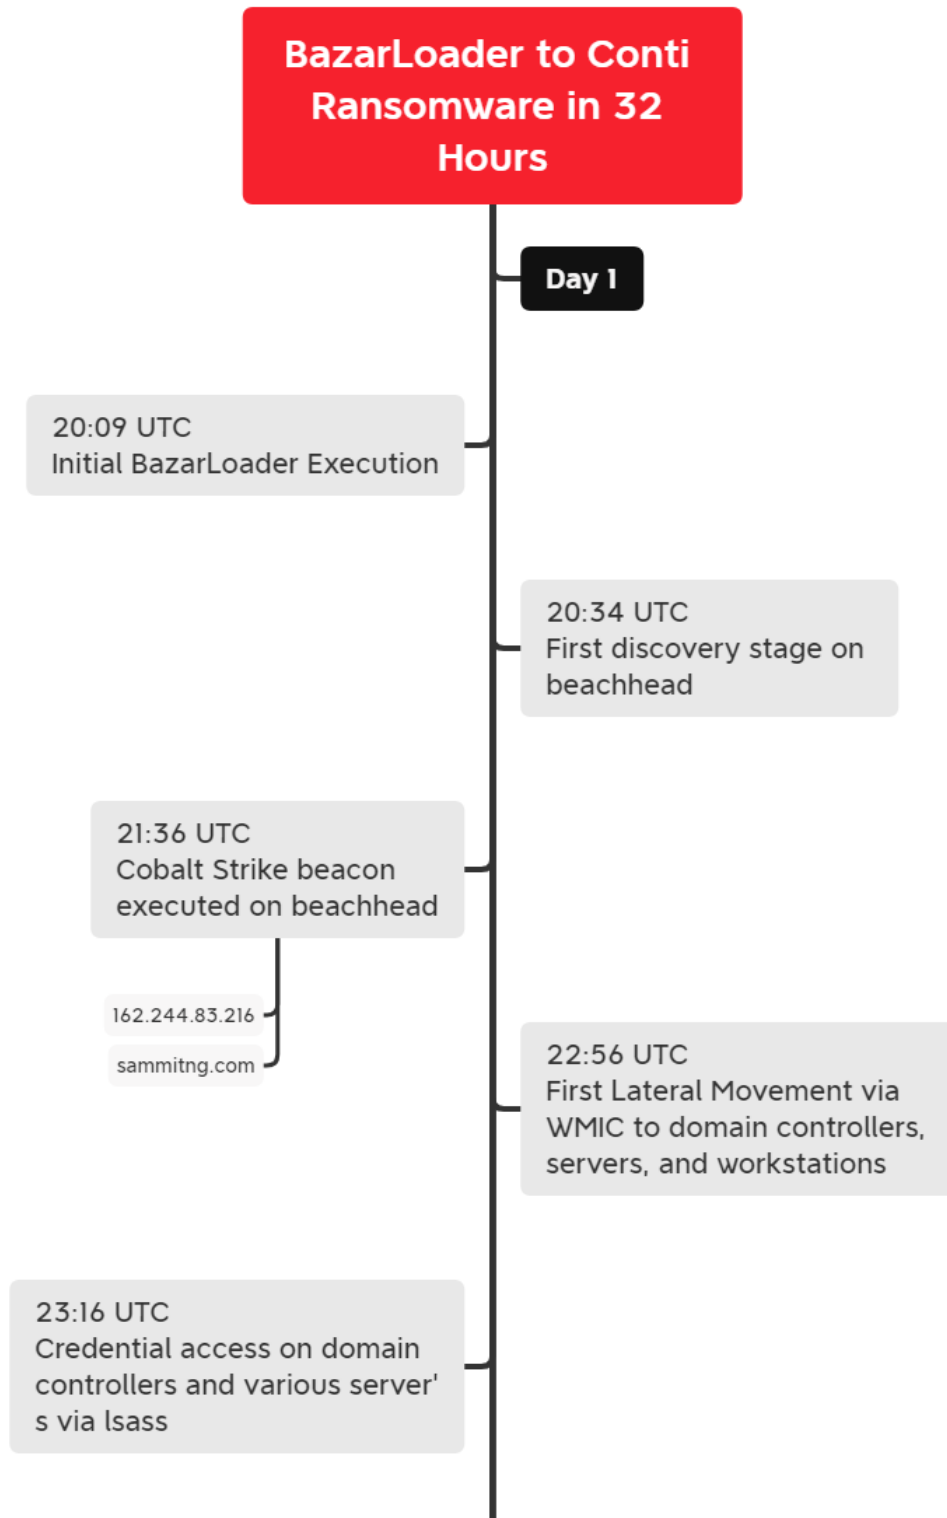 BazarLoader to Conti
Ransomware in 32
Hours
Day 1
20:09 UTC
Initial BazarLoader Execution
20:34 UTC
First discovery stage on
beachhead
21:36 UTC
Cobalt Strike beacon
executed on beachhead
162.244.83.216
sammitng.com
22:56 UTC
First Lateral Movement via
WMIC to domain controllers,
servers, and workstations
23:16 UTC
Credential access on domain
controllers and various server'
s via lsass